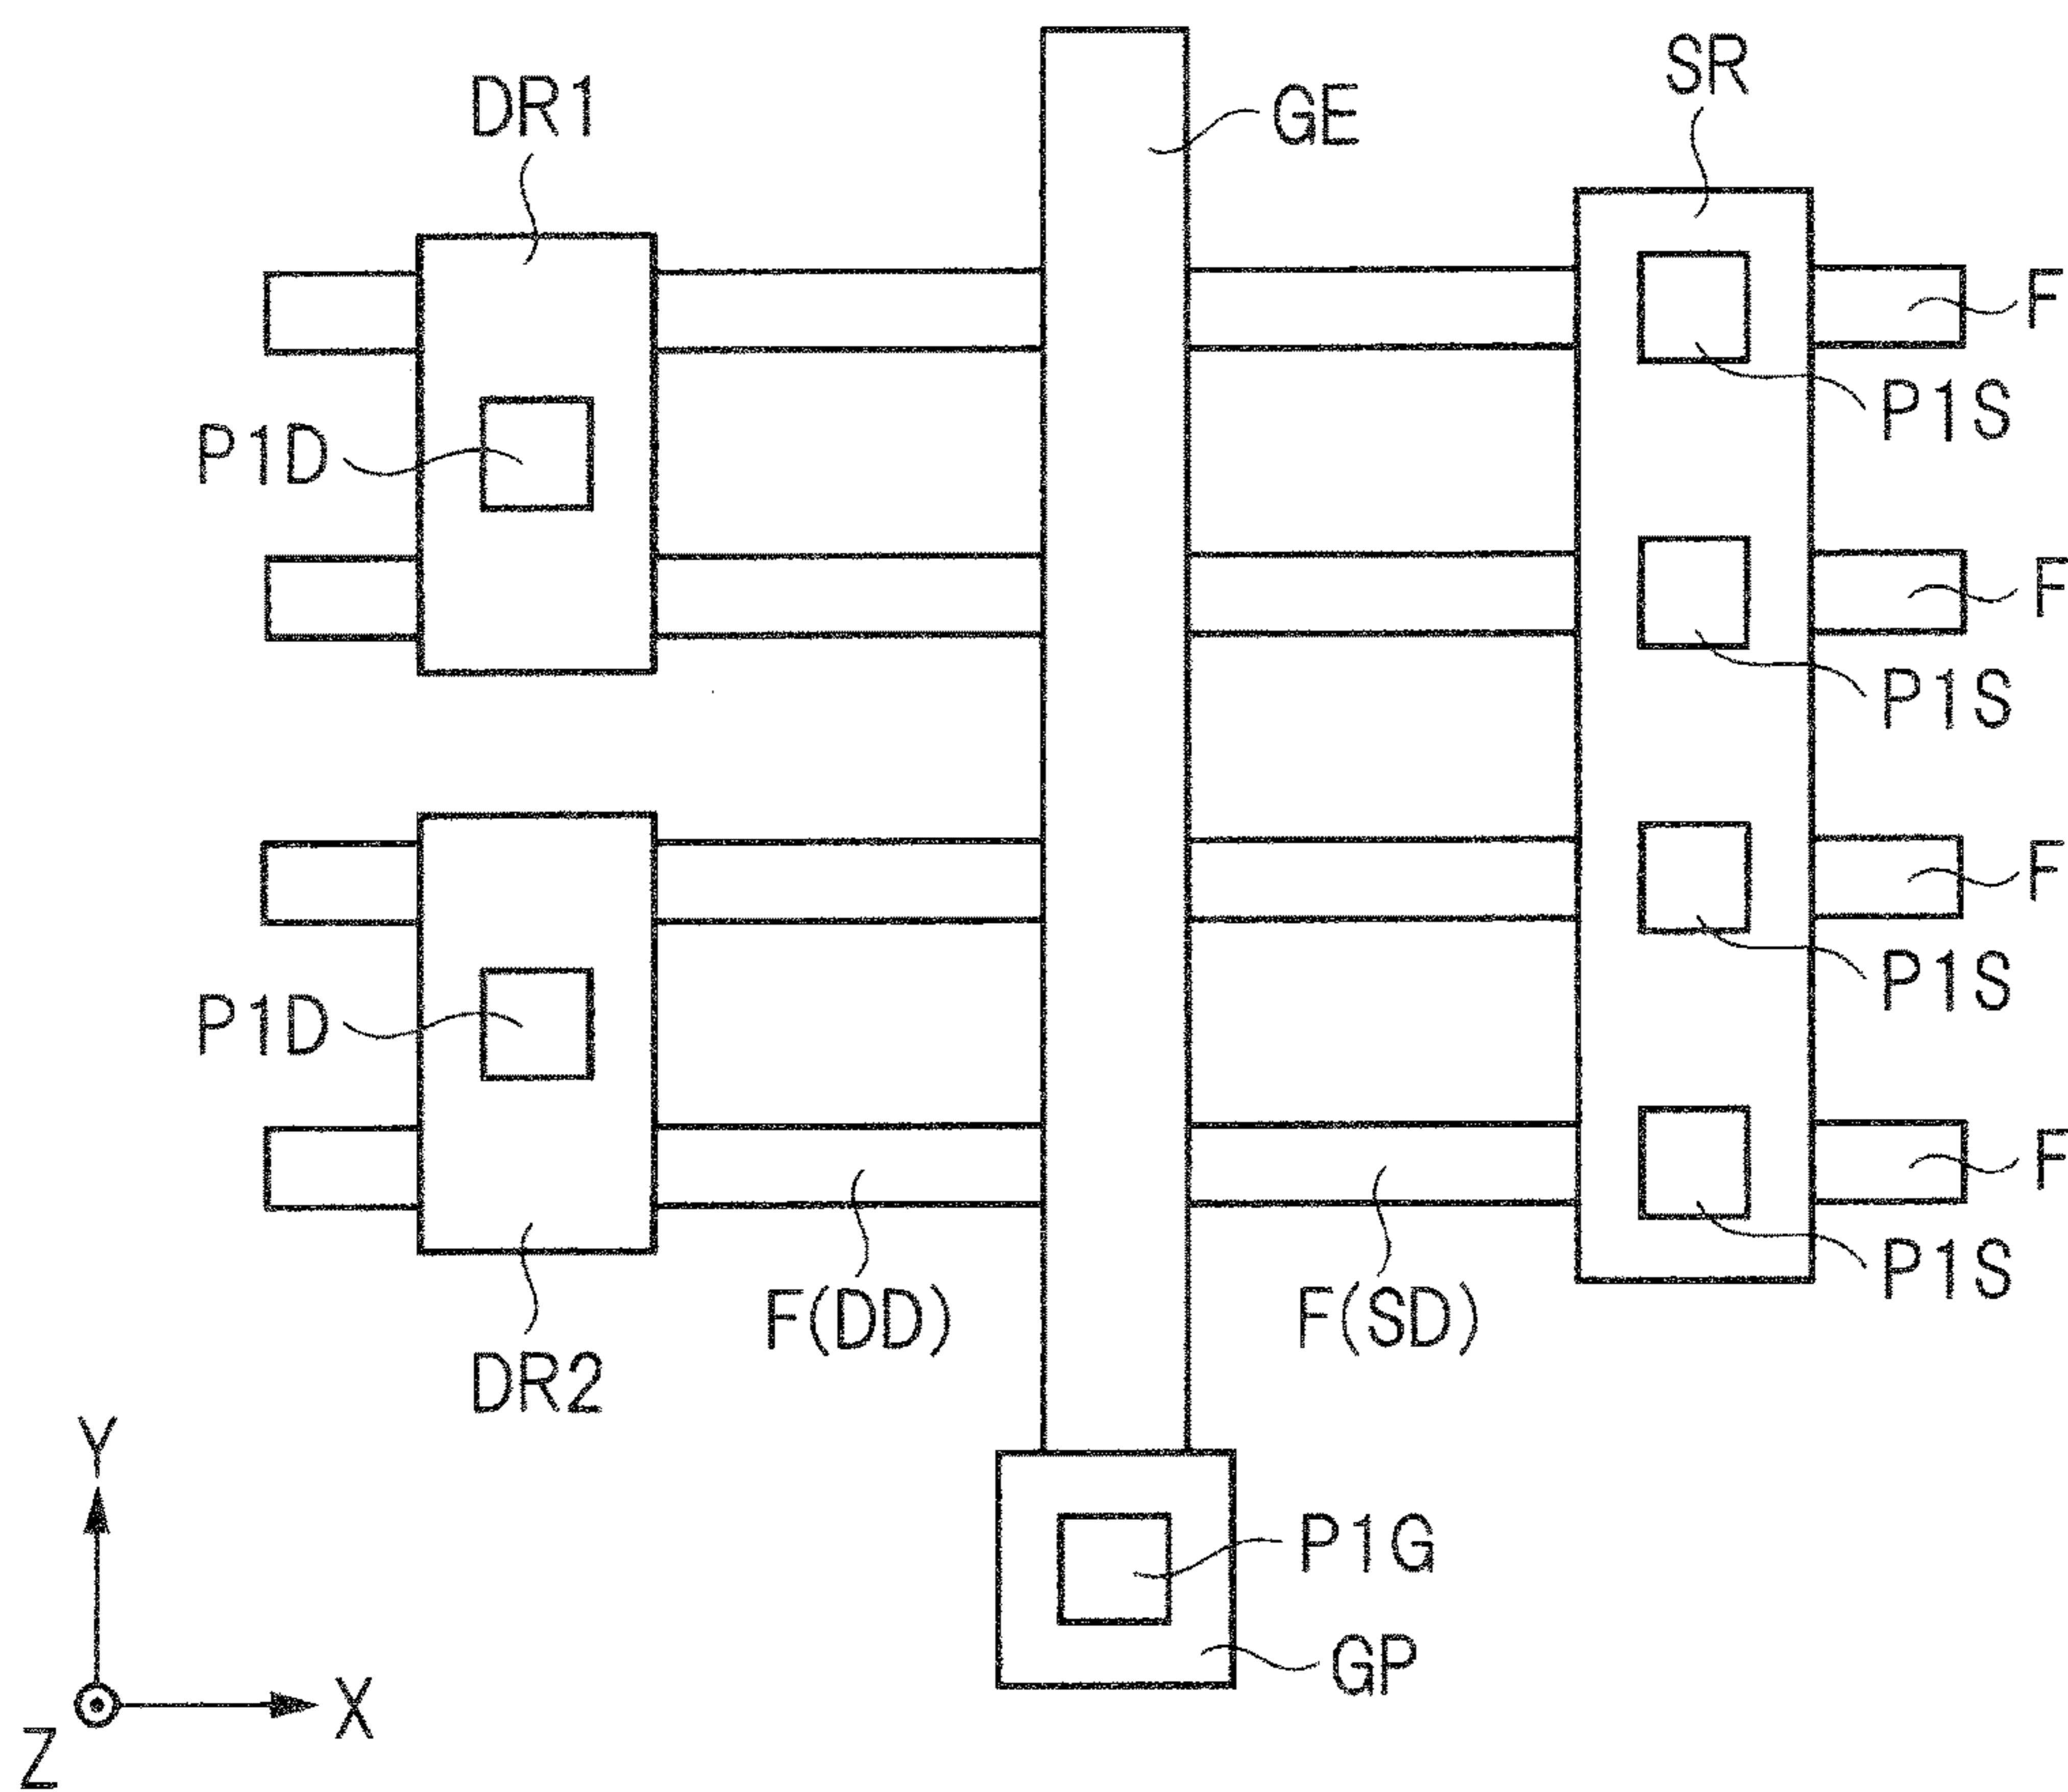 SR
DR1
GE
F
P1S
P1D
F
P1S
F
P1S
P1D
F
P1S
F(DD)
F(SD)
DR2
Y
P1G
GP
X
Z